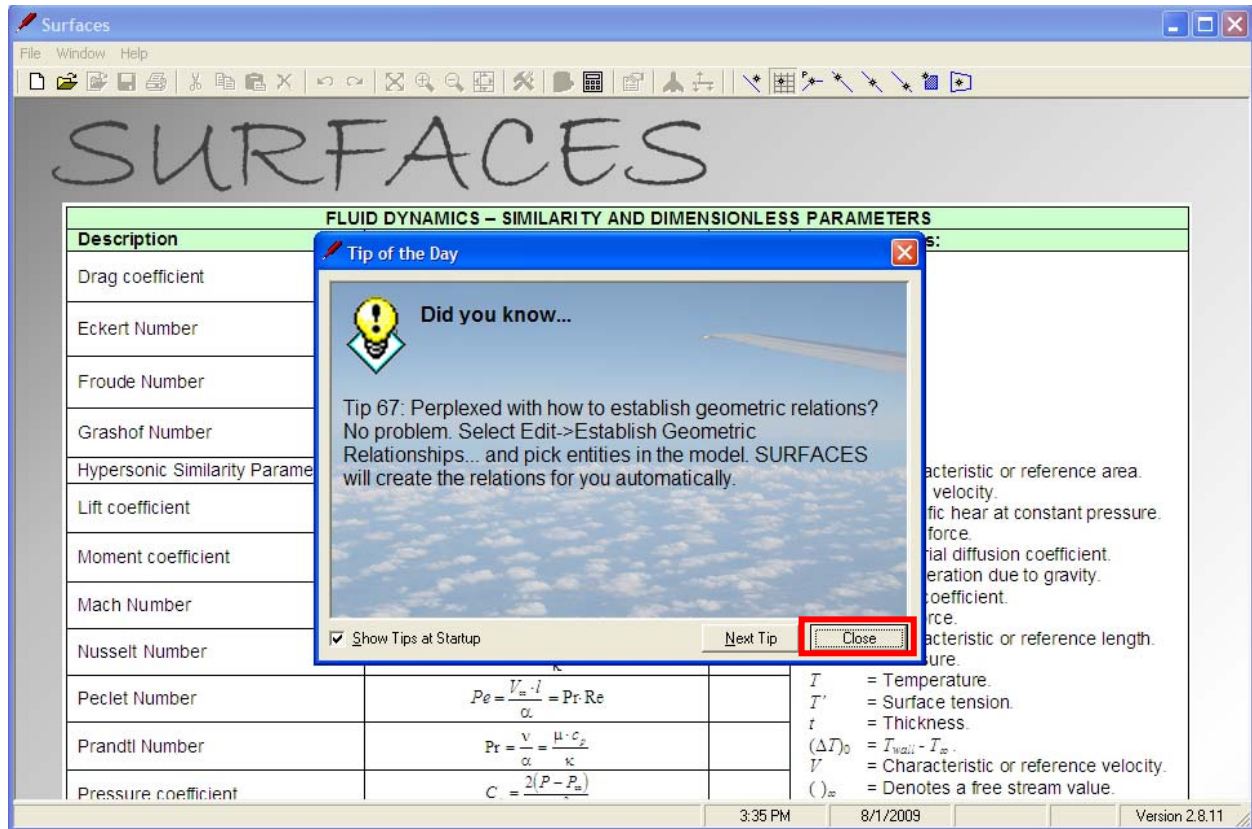 Surfaces
File Window Help
SURFACES
FLUID DYNAMICS – SIMILARITY AND DIMENSIONLESS PARAMETERS
Description
s:
Drag coefficient
Eckert Number
Froude Number
Grashof Number
Hypersonic Similarity Parame
Lift coefficient
Moment coefficient
Mach Number
Nusselt Number
κ
Peclet Number
Pe = V∞·l / α = Pr·Re
Prandtl Number
Pr = ν / α = μ·cp / κ
Pressure coefficient
C = 2(P − P∞)
Tip of the Day
Did you know...
Tip 67: Perplexed with how to establish geometric relations?
No problem. Select Edit->Establish Geometric
Relationships... and pick entities in the model. SURFACES
will create the relations for you automatically.
Show Tips at Startup
Next Tip
Close
acteristic or reference area.
velocity.
fic hear at constant pressure.
force.
rial diffusion coefficient.
eration due to gravity.
coefficient.
rce.
acteristic or reference length.
sure.
T = Temperature.
T' = Surface tension.
t = Thickness.
(ΔT)0 = Twall - T∞.
V = Characteristic or reference velocity.
( )∞ = Denotes a free stream value.
3:35 PM
8/1/2009
Version 2.8.11